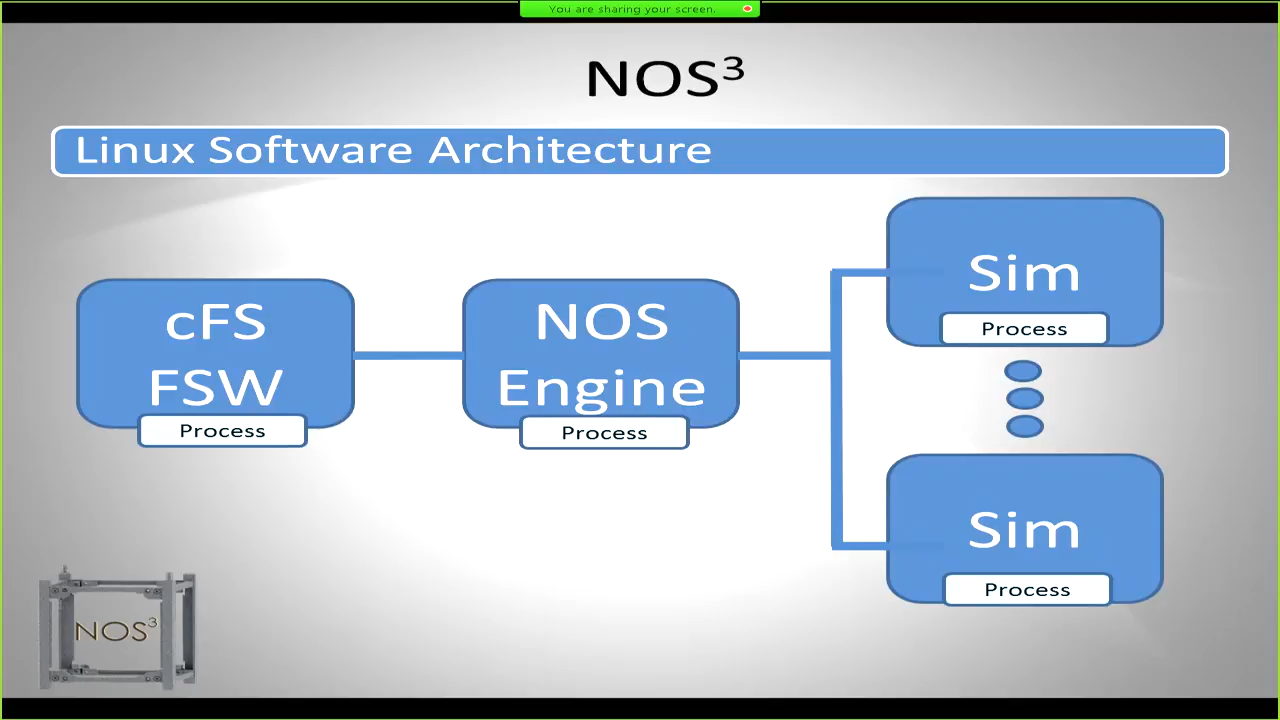 You are sharing your screen.
NOS³
Linux Software Architecture
cFS
FSW
Process
NOS
Engine
Process
Sim
Process
Sim
Process
NOS³